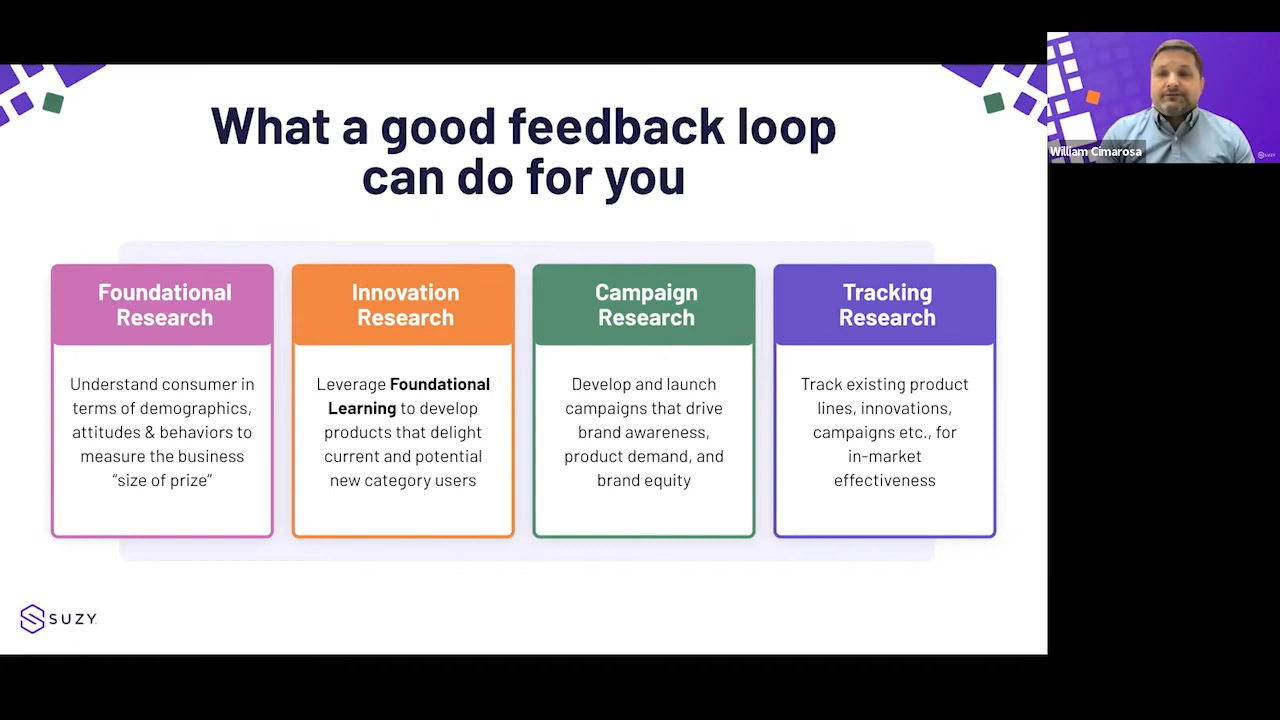 What a good feedback loop
can do for you
Foundational
Research
Understand consumer in
terms of demographics,
attitudes & behaviors to
measure the business
“size of prize”
Innovation
Research
Leverage Foundational
Learning to develop
products that delight
current and potential
new category users
Campaign
Research
Develop and launch
campaigns that drive
brand awareness,
product demand, and
brand equity
Tracking
Research
Track existing product
lines, innovations,
campaigns etc., for
in-market
effectiveness
SUZY
William Cimarosa
SUZY